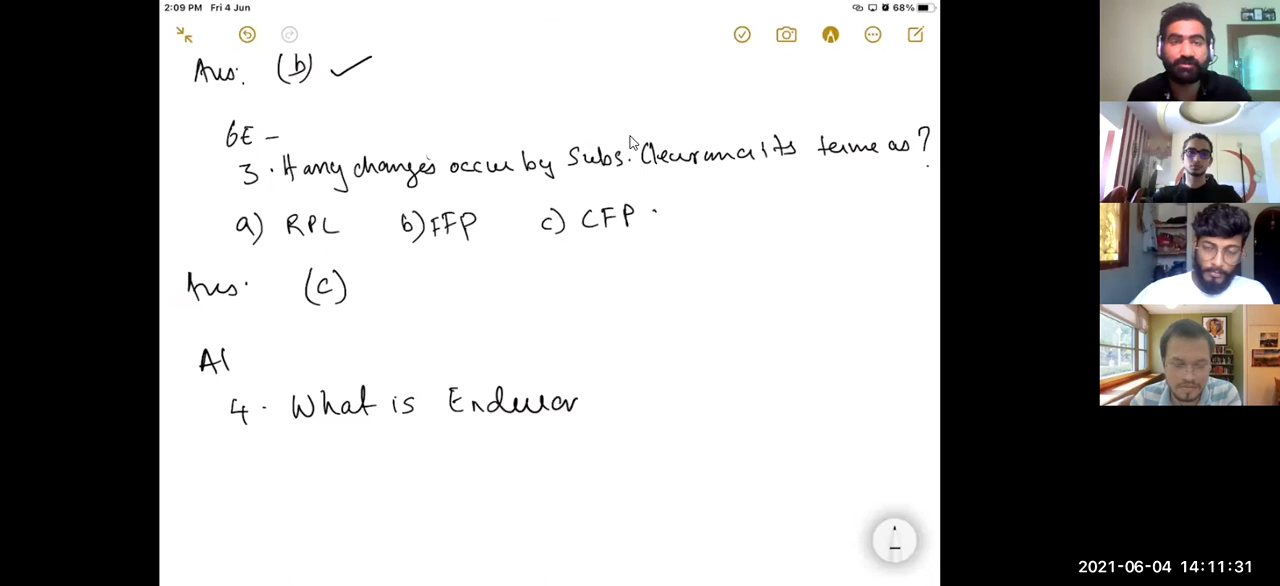 2:09 PM Fri 4 Jun
68%
Ans: (b)
GE -
3. If any changes occur by Subs. Clearance its terme as?
a) RPL b) FFP c) CFP.
Ans. (c)
AI
4. What is
2021-06-04 14:11:31